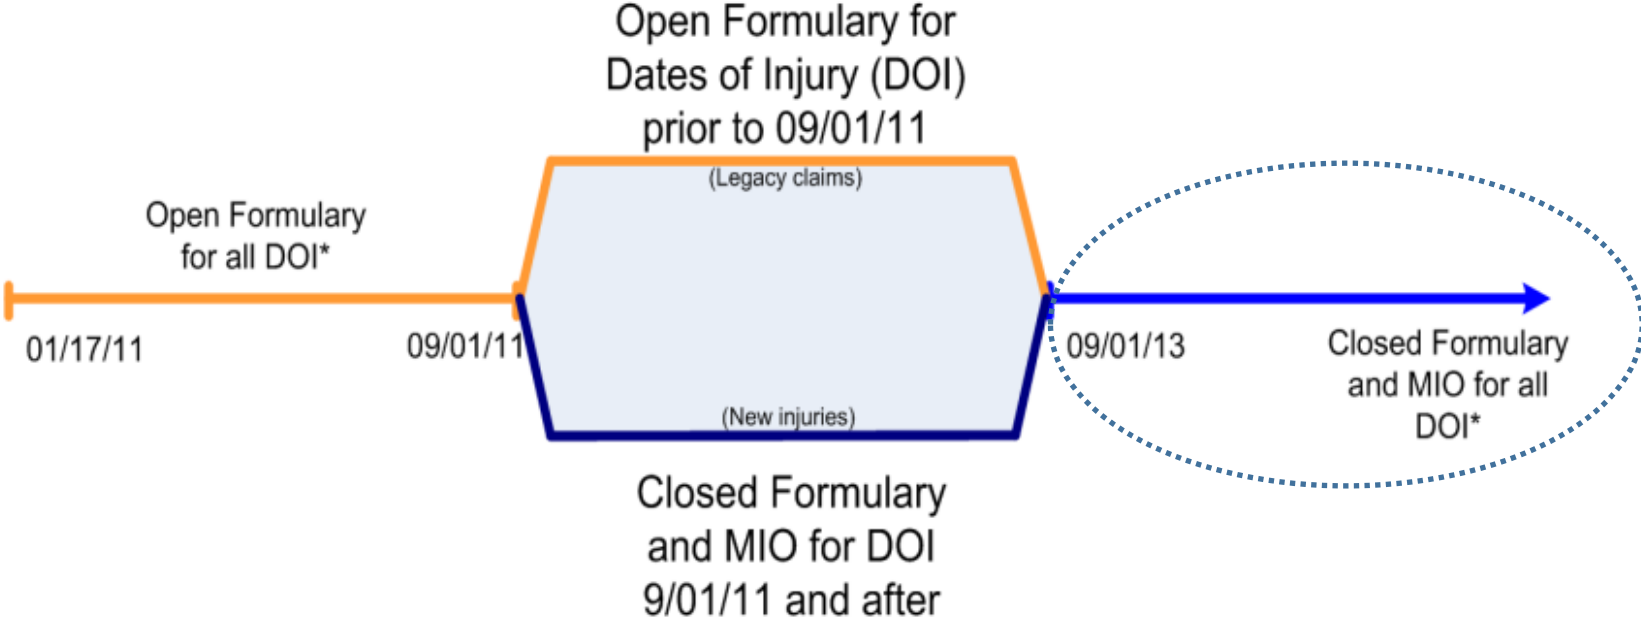 Open Formulary for
Dates of Injury (DOI)
prior to 09/01/11
(Legacy claims)
Open Formulary
for all DOI*
01/17/11
09/01/11
09/01/13
Closed Formulary
and MIO for all
DOI*
(New injuries)
Closed Formulary
and MIO for DOI
9/01/11 and after